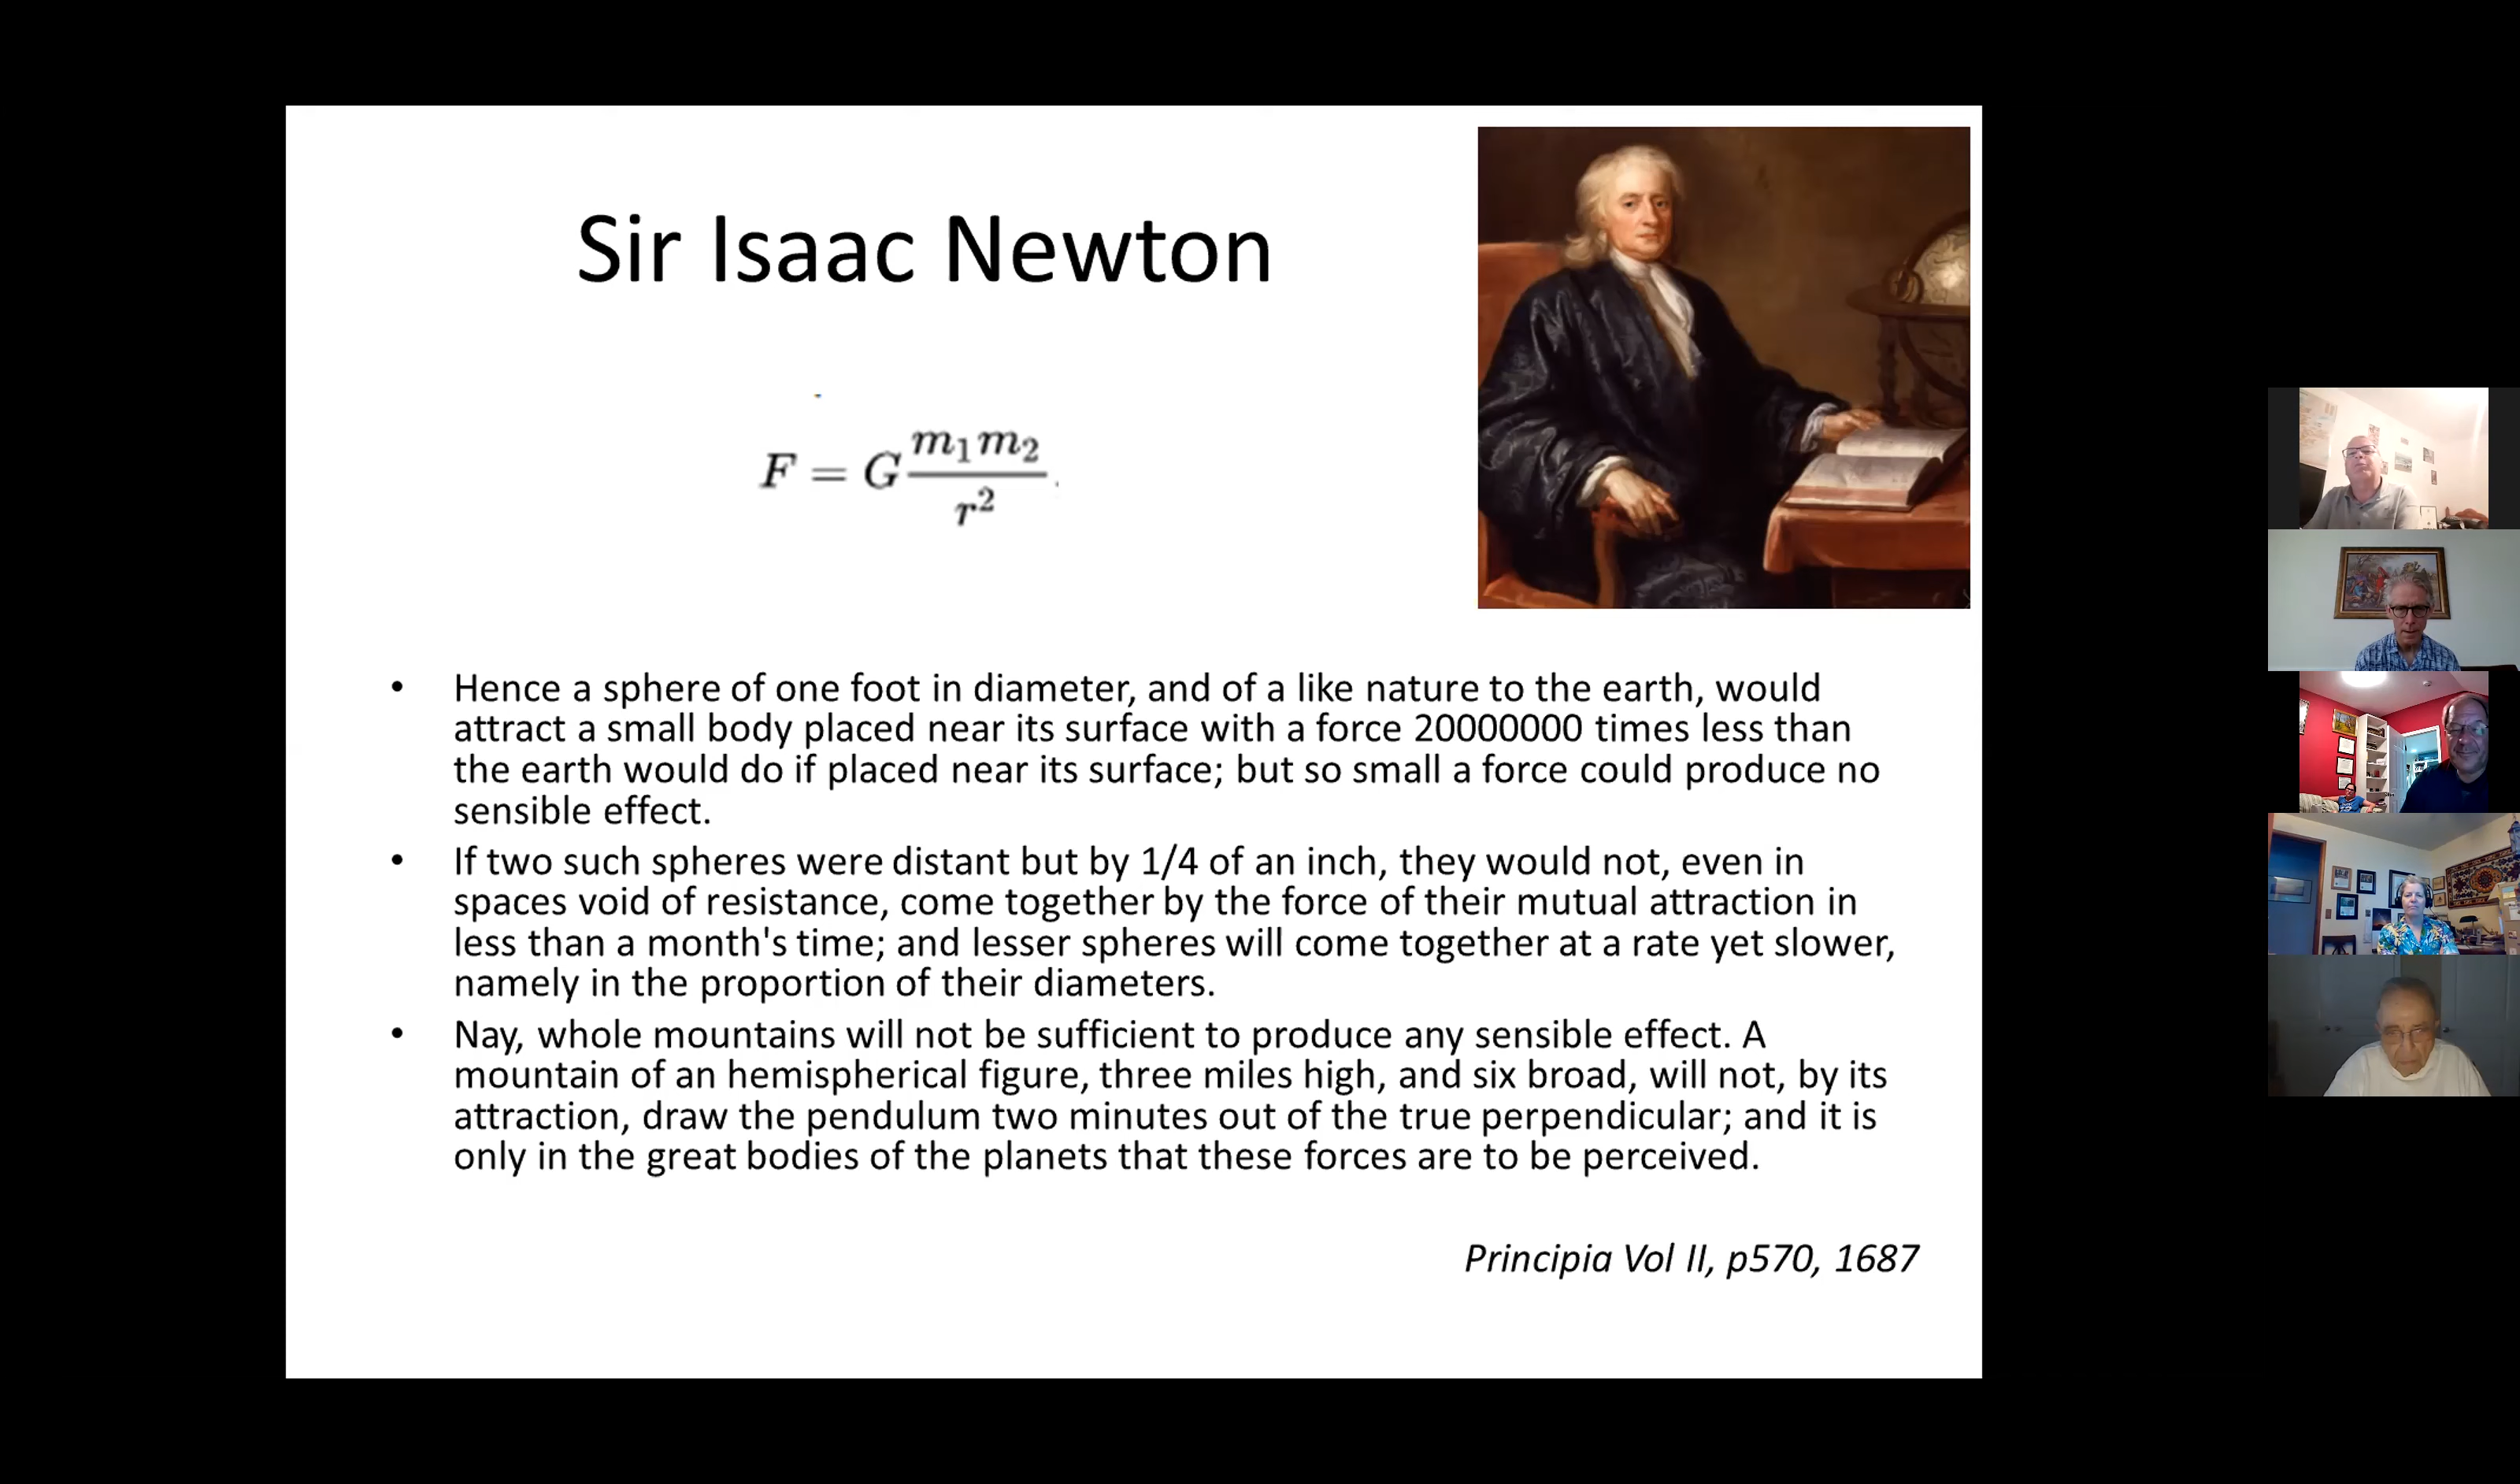 Sir Isaac Newton
F = G m₁m₂ / r² .
• Hence a sphere of one foot in diameter, and of a like nature to the earth, would
attract a small body placed near its surface with a force 20000000 times less than
the earth would do if placed near its surface; but so small a force could produce no
sensible effect.
• If two such spheres were distant but by 1/4 of an inch, they would not, even in
spaces void of resistance, come together by the force of their mutual attraction in
less than a month's time; and lesser spheres will come together at a rate yet slower,
namely in the proportion of their diameters.
• Nay, whole mountains will not be sufficient to produce any sensible effect. A
mountain of an hemispherical figure, three miles high, and six broad, will not, by its
attraction, draw the pendulum two minutes out of the true perpendicular; and it is
only in the great bodies of the planets that these forces are to be perceived.
Principia Vol II, p570, 1687